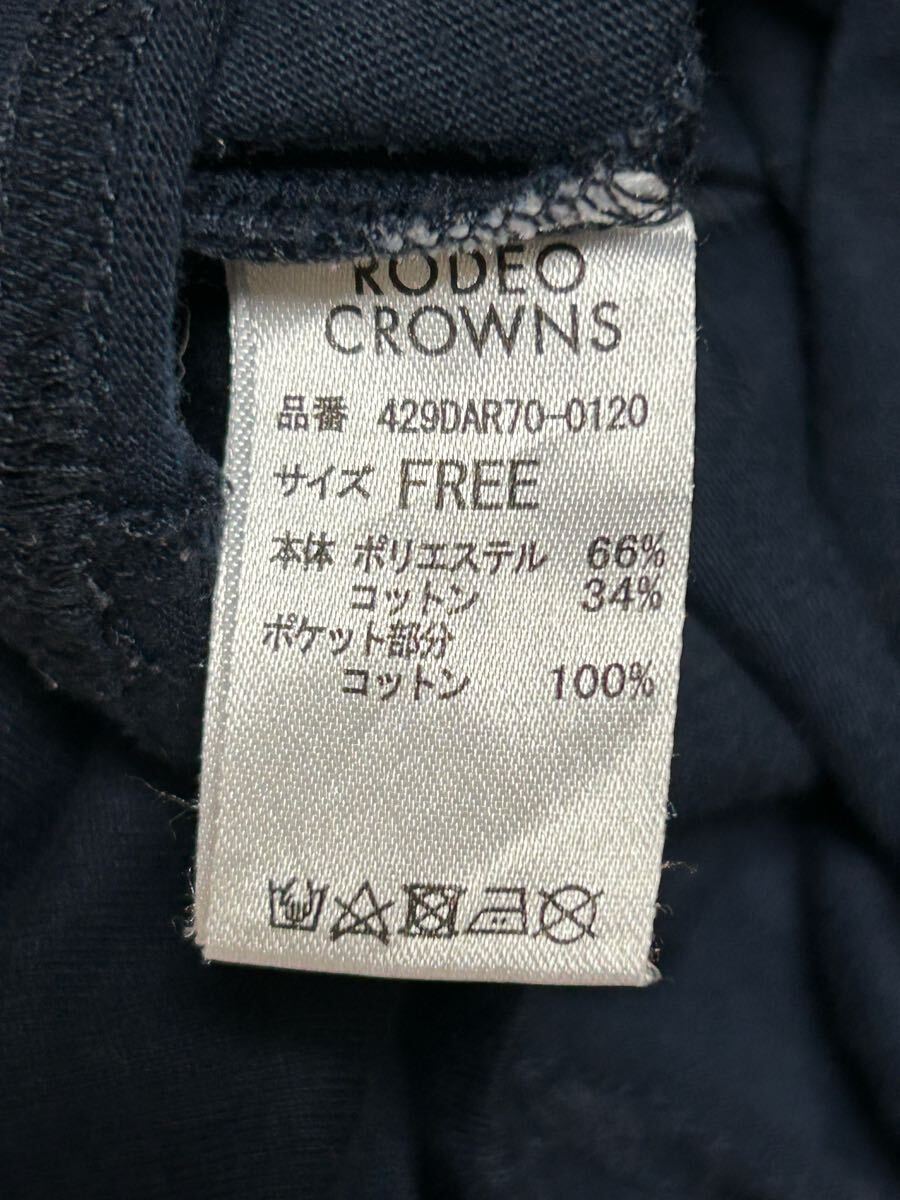 RODEO
CROWNS
品番 429DAR70-0120
サイズ FREE
本体 ポリエステル 66%
コットン 34%
ポケット部分
コットン 100%